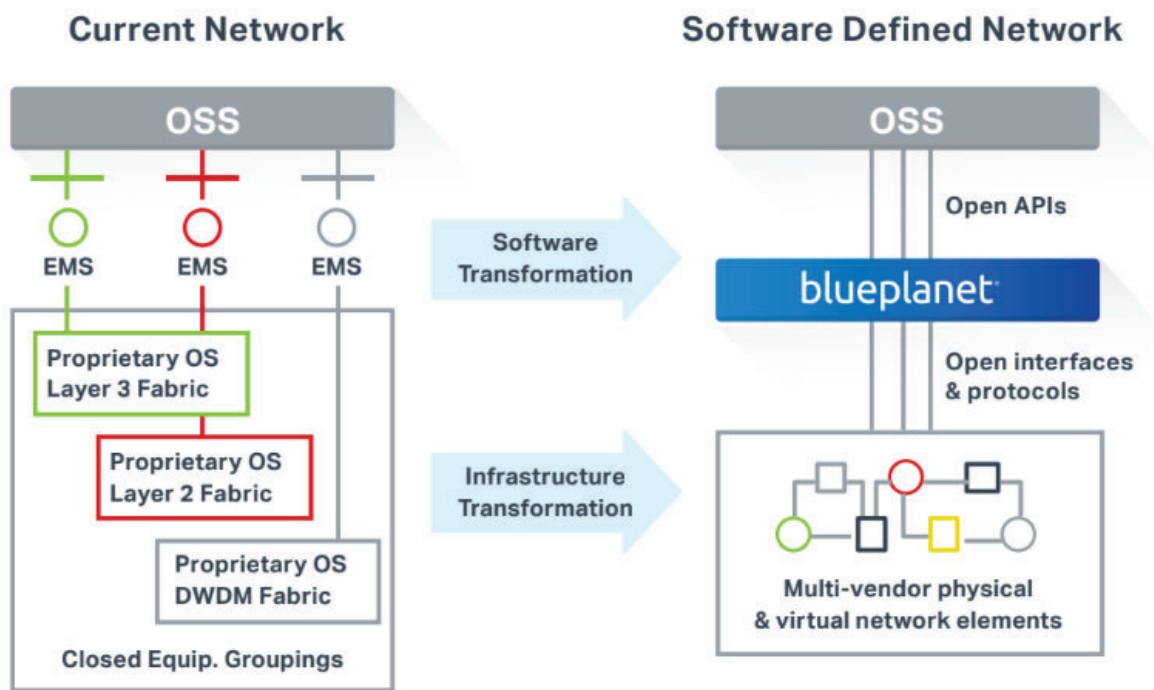 Current Network
Software Defined Network
OSS
OSS
EMS
EMS
EMS
Proprietary OS
Layer 3 Fabric
Proprietary OS
Layer 2 Fabric
Proprietary OS
DWDM Fabric
Closed Equip. Groupings
Software
Transformation
Infrastructure
Transformation
Open APIs
blueplanet
Open interfaces
& protocols
Multi-vendor physical
& virtual network elements